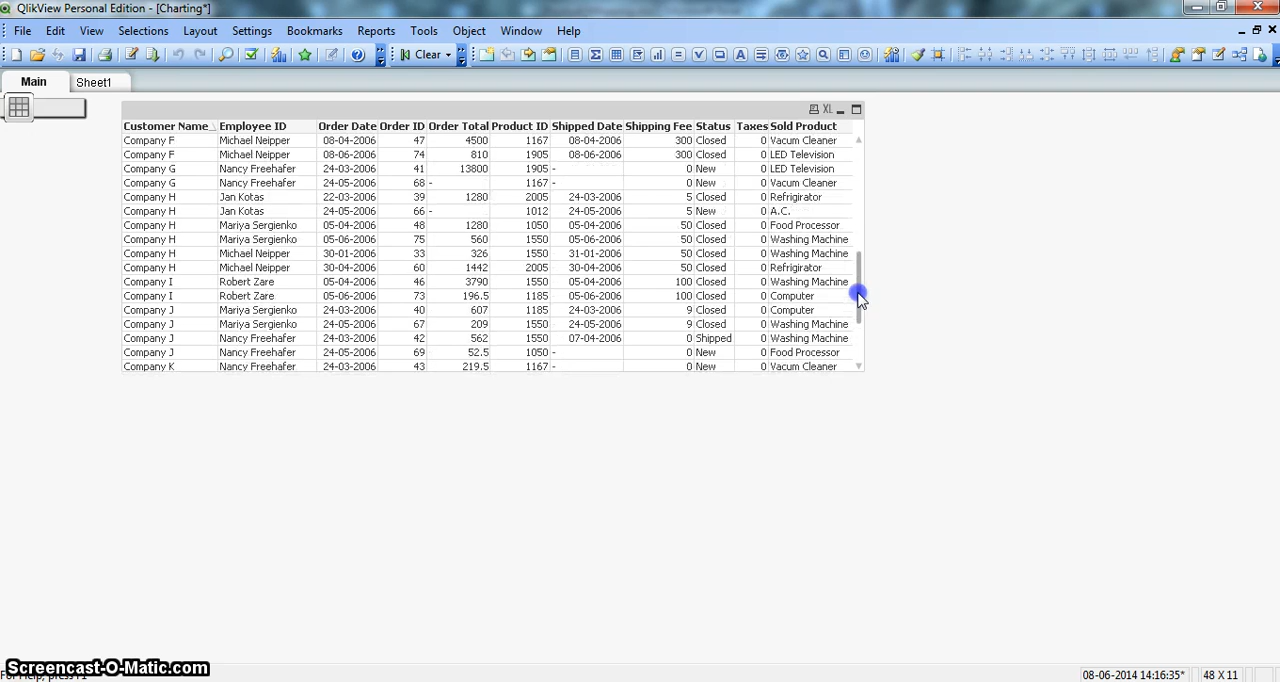 QlikView Personal Edition - [Charting*]
File Edit View Selections Layout Settings Bookmarks Reports Tools Object Window Help
Clear
Main Sheet1
XL
Customer Name Employee ID Order Date Order ID Order Total Product ID Shipped Date Shipping Fee Status Taxes Sold Product
Company F Michael Neipper 08-04-2006 47 4500 1167 08-04-2006 300 Closed 0 Vacum Cleaner
Company F Michael Neipper 08-06-2006 74 810 1905 08-06-2006 300 Closed 0 LED Television
Company G Nancy Freehafer 24-03-2006 41 13800 1905 - 0 New 0 LED Television
Company G Nancy Freehafer 24-05-2006 68 - 1167 - 0 New 0 Vacum Cleaner
Company H Jan Kotas 22-03-2006 39 1280 2005 24-03-2006 5 Closed 0 Refrigirator
Company H Jan Kotas 24-05-2006 66 - 1012 24-05-2006 5 New 0 A.C.
Company H Mariya Sergienko 05-04-2006 48 1280 1050 05-04-2006 50 Closed 0 Food Processor
Company H Mariya Sergienko 05-06-2006 75 560 1550 05-06-2006 50 Closed 0 Washing Machine
Company H Michael Neipper 30-01-2006 33 326 1550 31-01-2006 50 Closed 0 Washing Machine
Company H Michael Neipper 30-04-2006 60 1442 2005 30-04-2006 50 Closed 0 Refrigirator
Company I Robert Zare 05-04-2006 46 3790 1550 05-04-2006 100 Closed 0 Washing Machine
Company I Robert Zare 05-06-2006 73 196.5 1185 05-06-2006 100 Closed 0 Computer
Company J Mariya Sergienko 24-03-2006 40 607 1185 24-03-2006 9 Closed 0 Computer
Company J Mariya Sergienko 24-05-2006 67 209 1550 24-05-2006 9 Closed 0 Washing Machine
Company J Nancy Freehafer 24-03-2006 42 562 1550 07-04-2006 0 Shipped 0 Washing Machine
Company J Nancy Freehafer 24-05-2006 69 52.5 1050 - 0 New 0 Food Processor
Company K Nancy Freehafer 24-03-2006 43 219.5 1167 - 0 New 0 Vacum Cleaner
Screencast-O-Matic.com
For Help, press F1 08-06-2014 14:16:35* 48 X 11